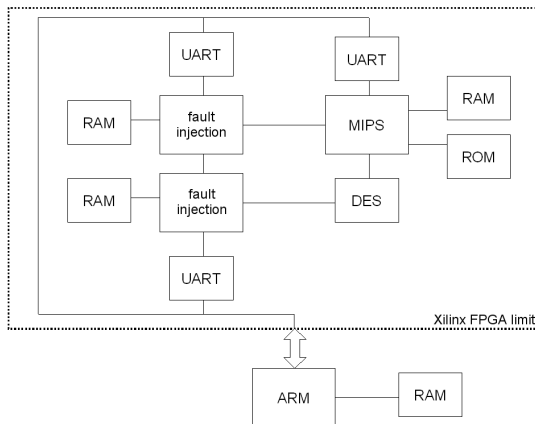 UART
UART
RAM
fault
injection
MIPS
RAM
ROM
RAM
fault
injection
DES
UART
Xilinx FPGA limit
ARM
RAM